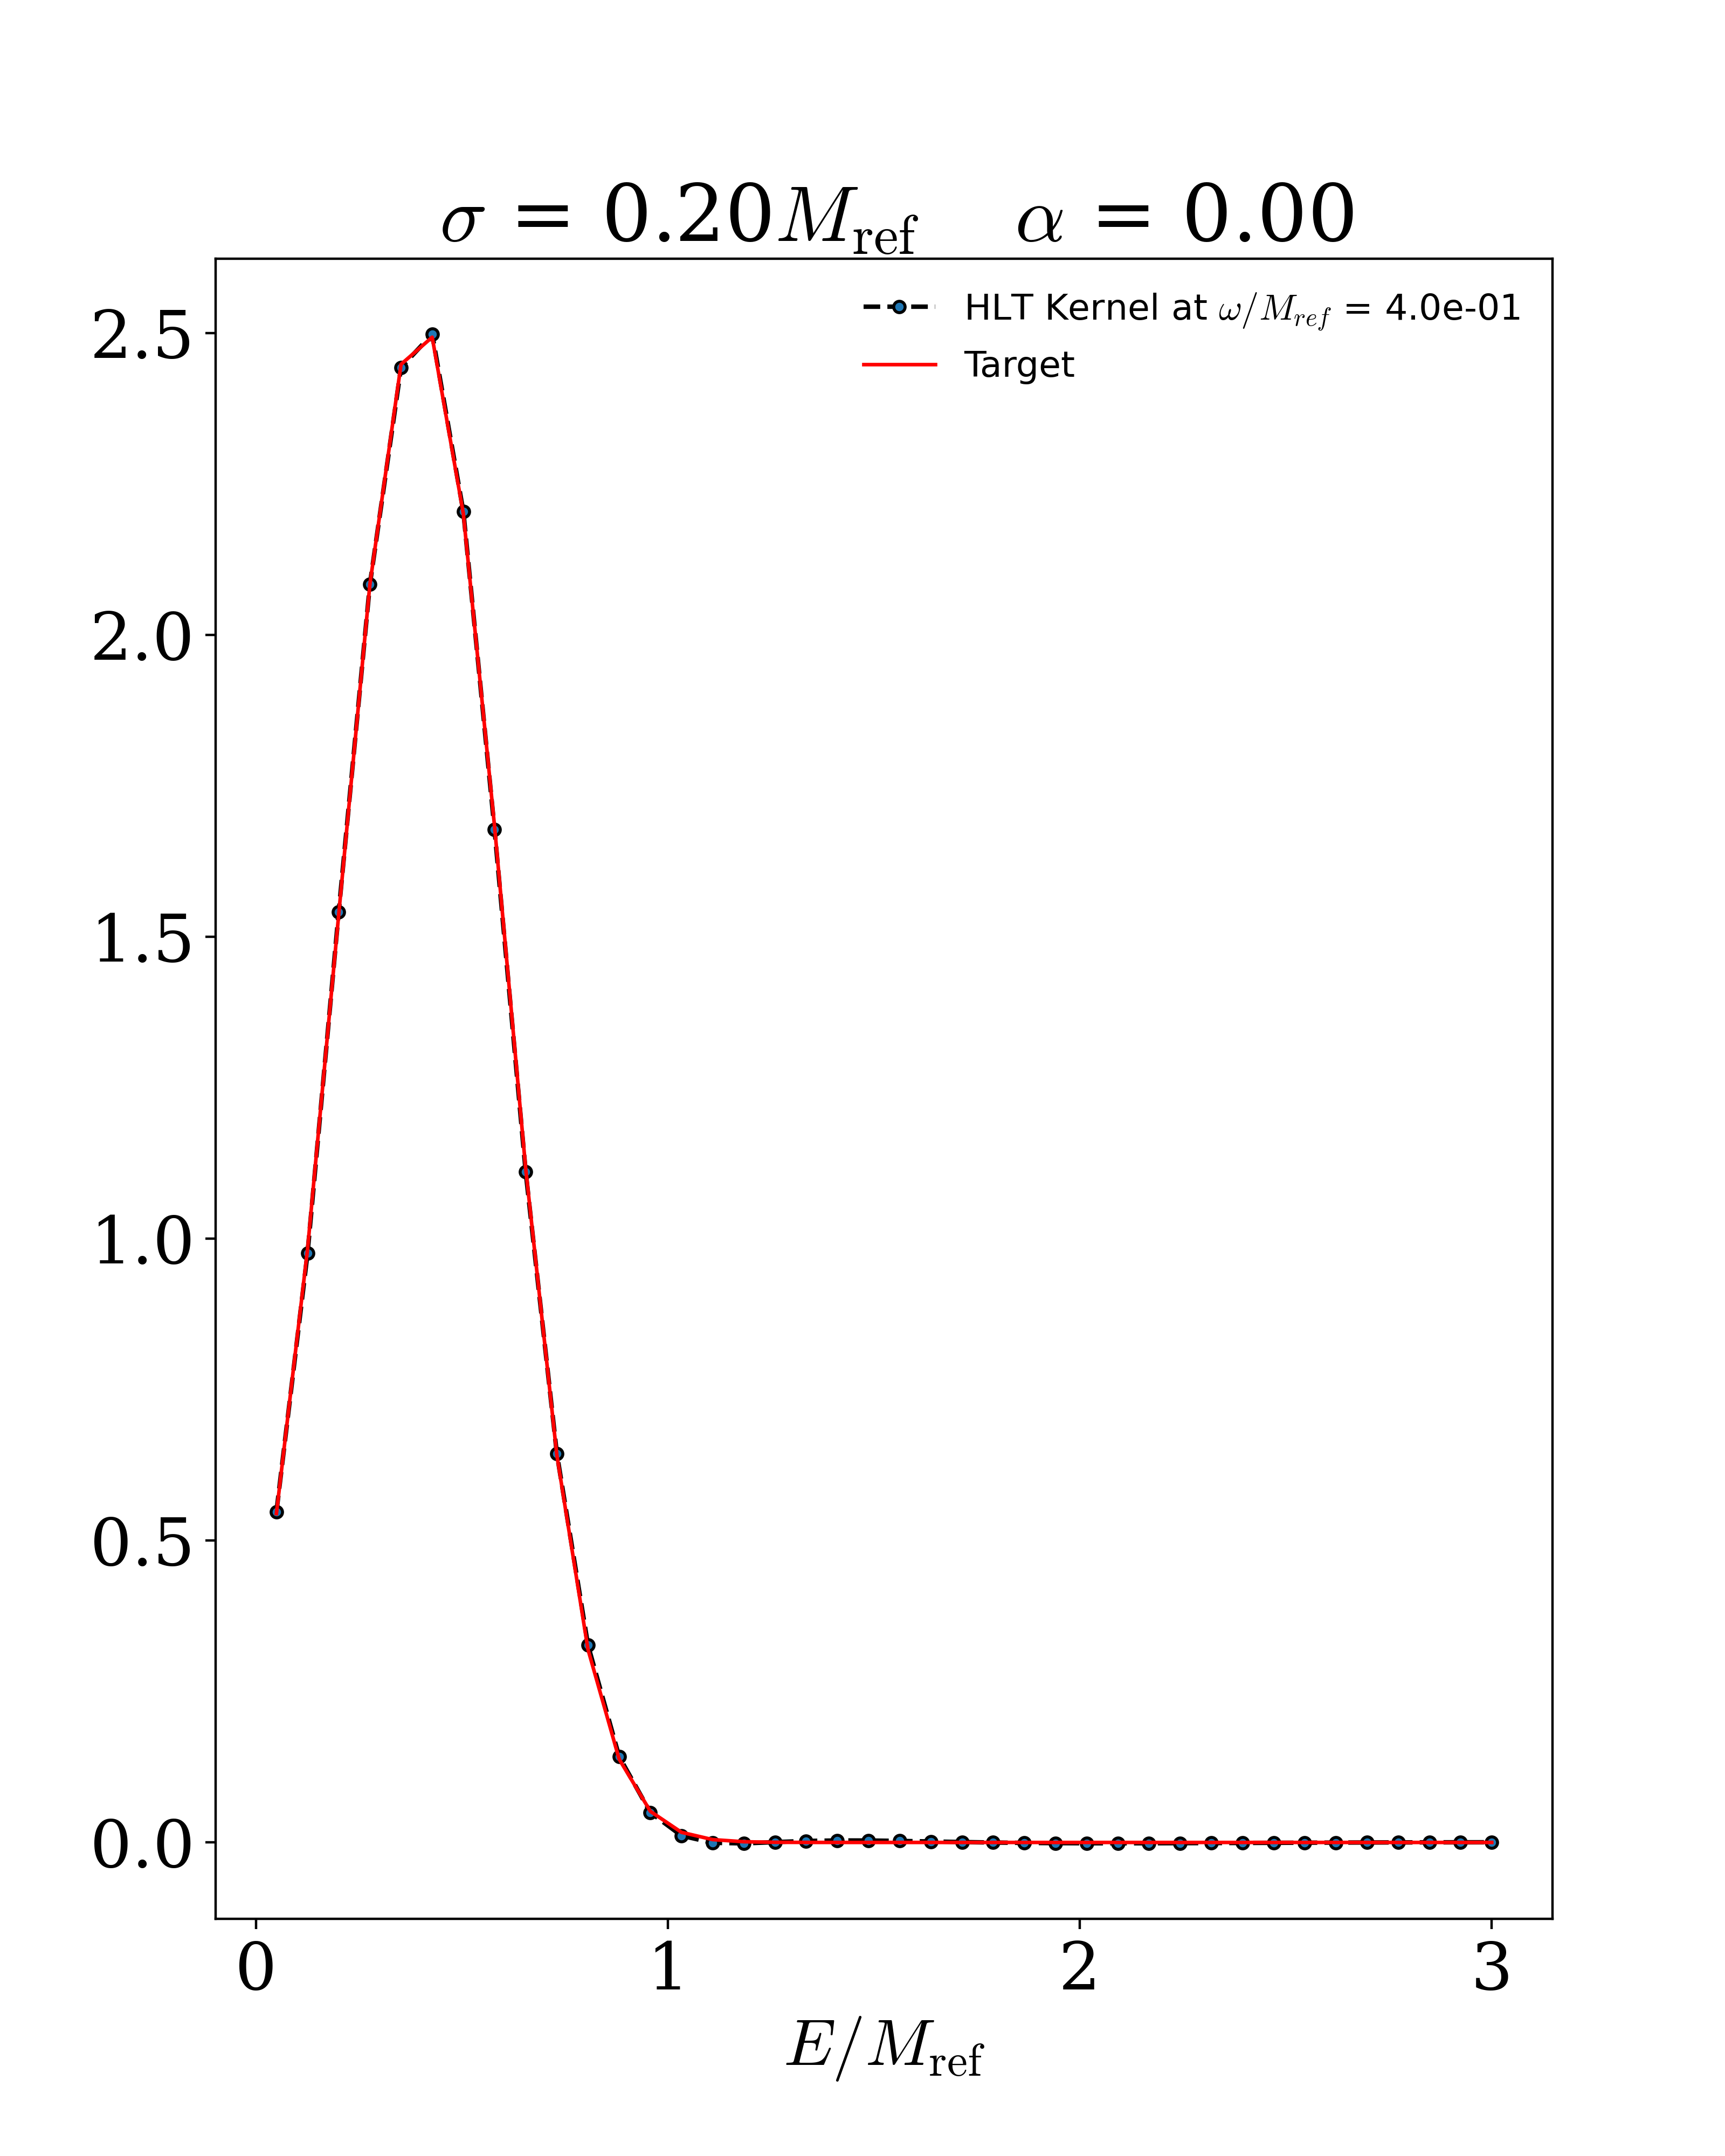 σ = 0.20M_ref α = 0.00
HLT Kernel at ω/M_ref = 4.0e-01
Target
2.5
2.0
1.5
1.0
0.5
0.0
0 1 2 3
E/M_ref